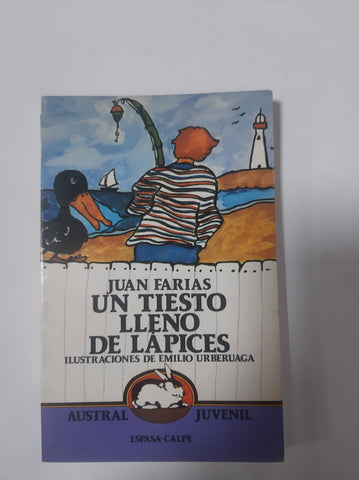 JUAN FARIAS
UN TIESTO
LLENO
DE LÁPICES
ILUSTRACIONES DE EMILIO URBERUAGA
AUSTRAL JUVENIL
ESPASA-CALPE